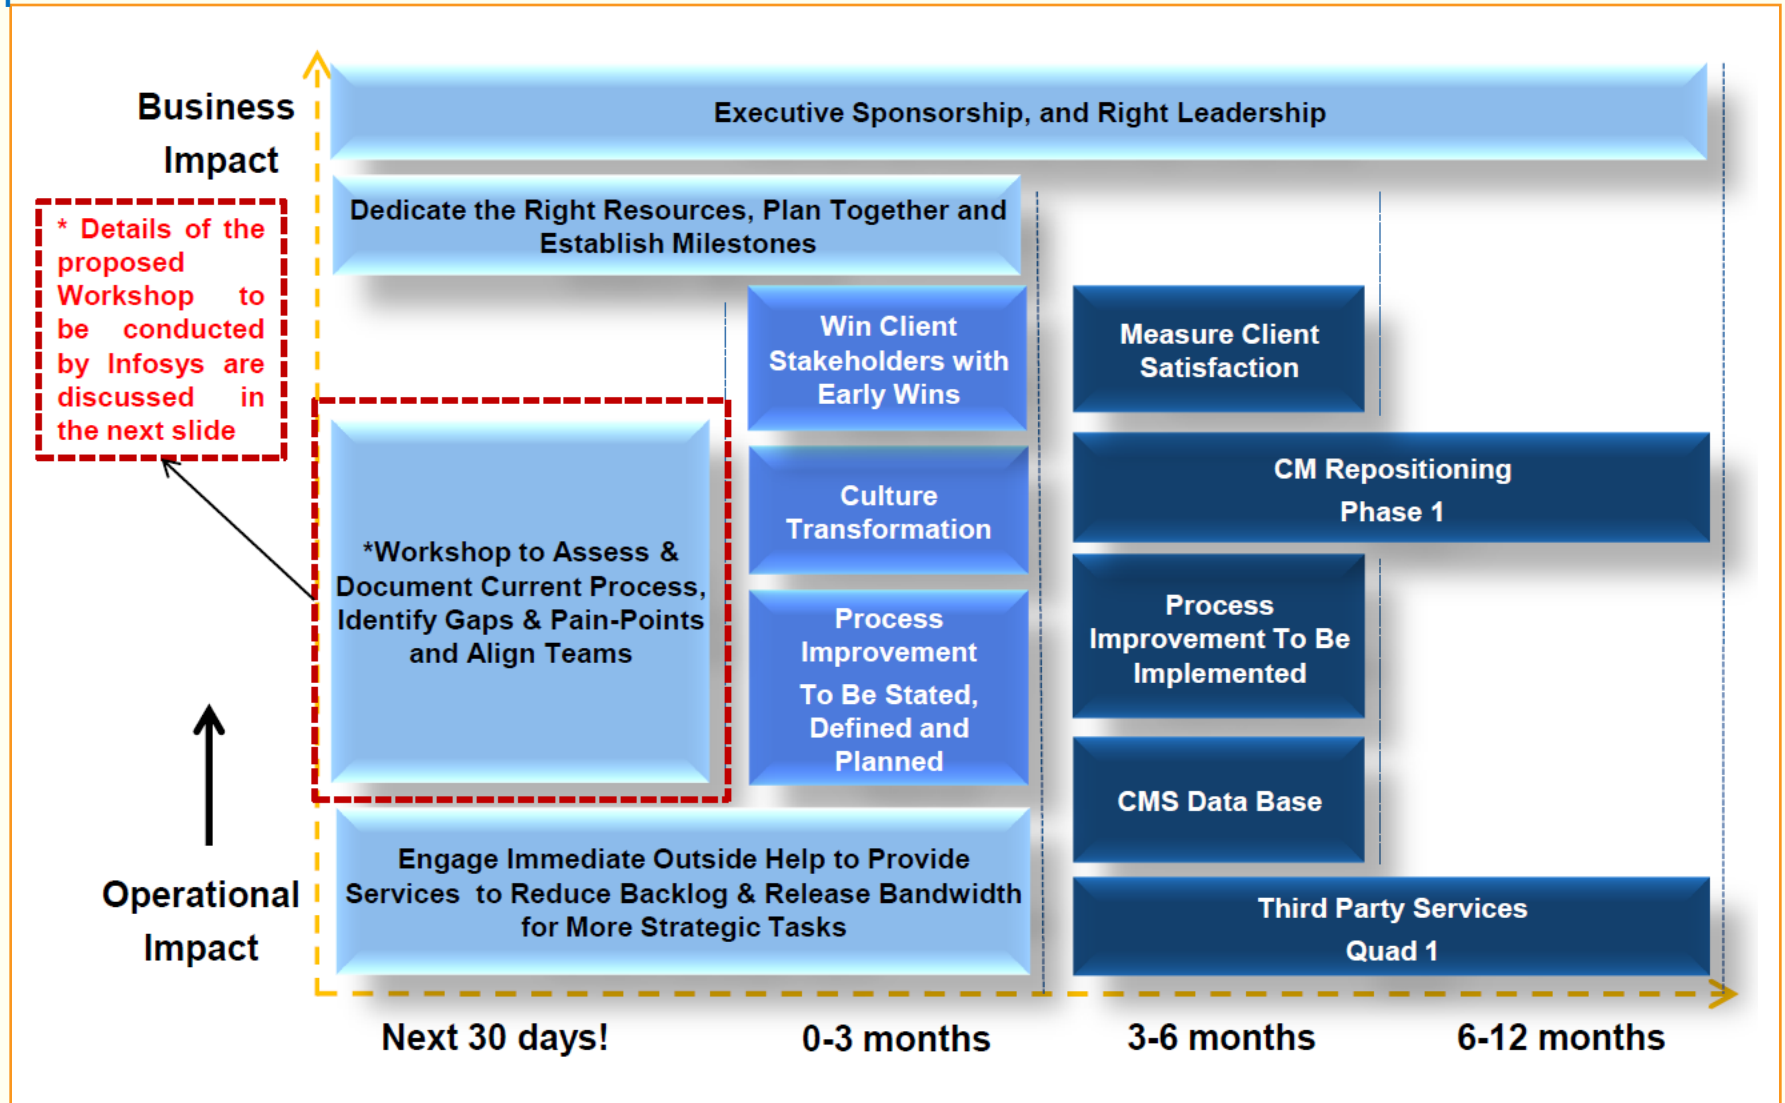 Business
Impact
Executive Sponsorship, and Right Leadership
Dedicate the Right Resources, Plan Together and
Establish Milestones
* Details of the
proposed
Workshop to
be conducted
by Infosys are
discussed in
the next slide
Win Client
Stakeholders with
Early Wins
Measure Client
Satisfaction
*Workshop to Assess &
Document Current Process,
Identify Gaps & Pain-Points
and Align Teams
Culture
Transformation
CM Repositioning
Phase 1
Process
Improvement
To Be Stated,
Defined and
Planned
Process
Improvement To Be
Implemented
CMS Data Base
Operational
Impact
Engage Immediate Outside Help to Provide
Services to Reduce Backlog & Release Bandwidth
for More Strategic Tasks
Third Party Services
Quad 1
Next 30 days!
0-3 months
3-6 months
6-12 months